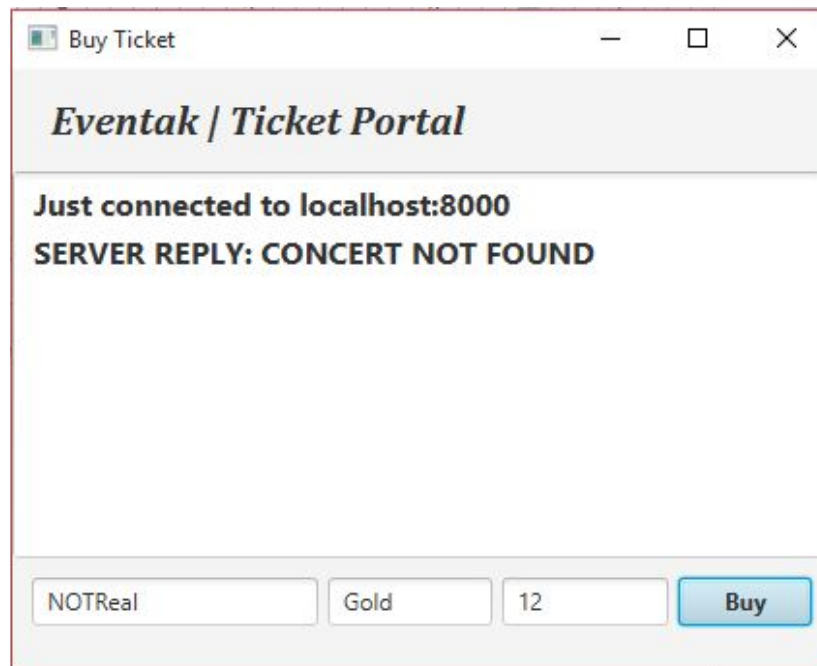 Buy Ticket
Eventak | Ticket Portal
Just connected to localhost:8000
SERVER REPLY: CONCERT NOT FOUND
NOTReal Gold 12 Buy